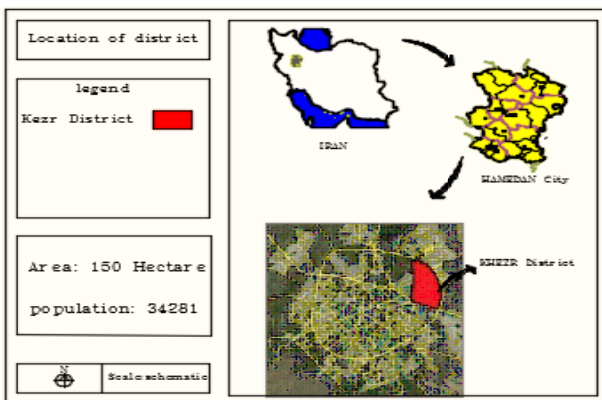 Location of district
legend
Kezr District
Area: 150 Hectare
population: 34281
N
Scale:schematic
IRAN
HAMEDAN City
KHEZR District